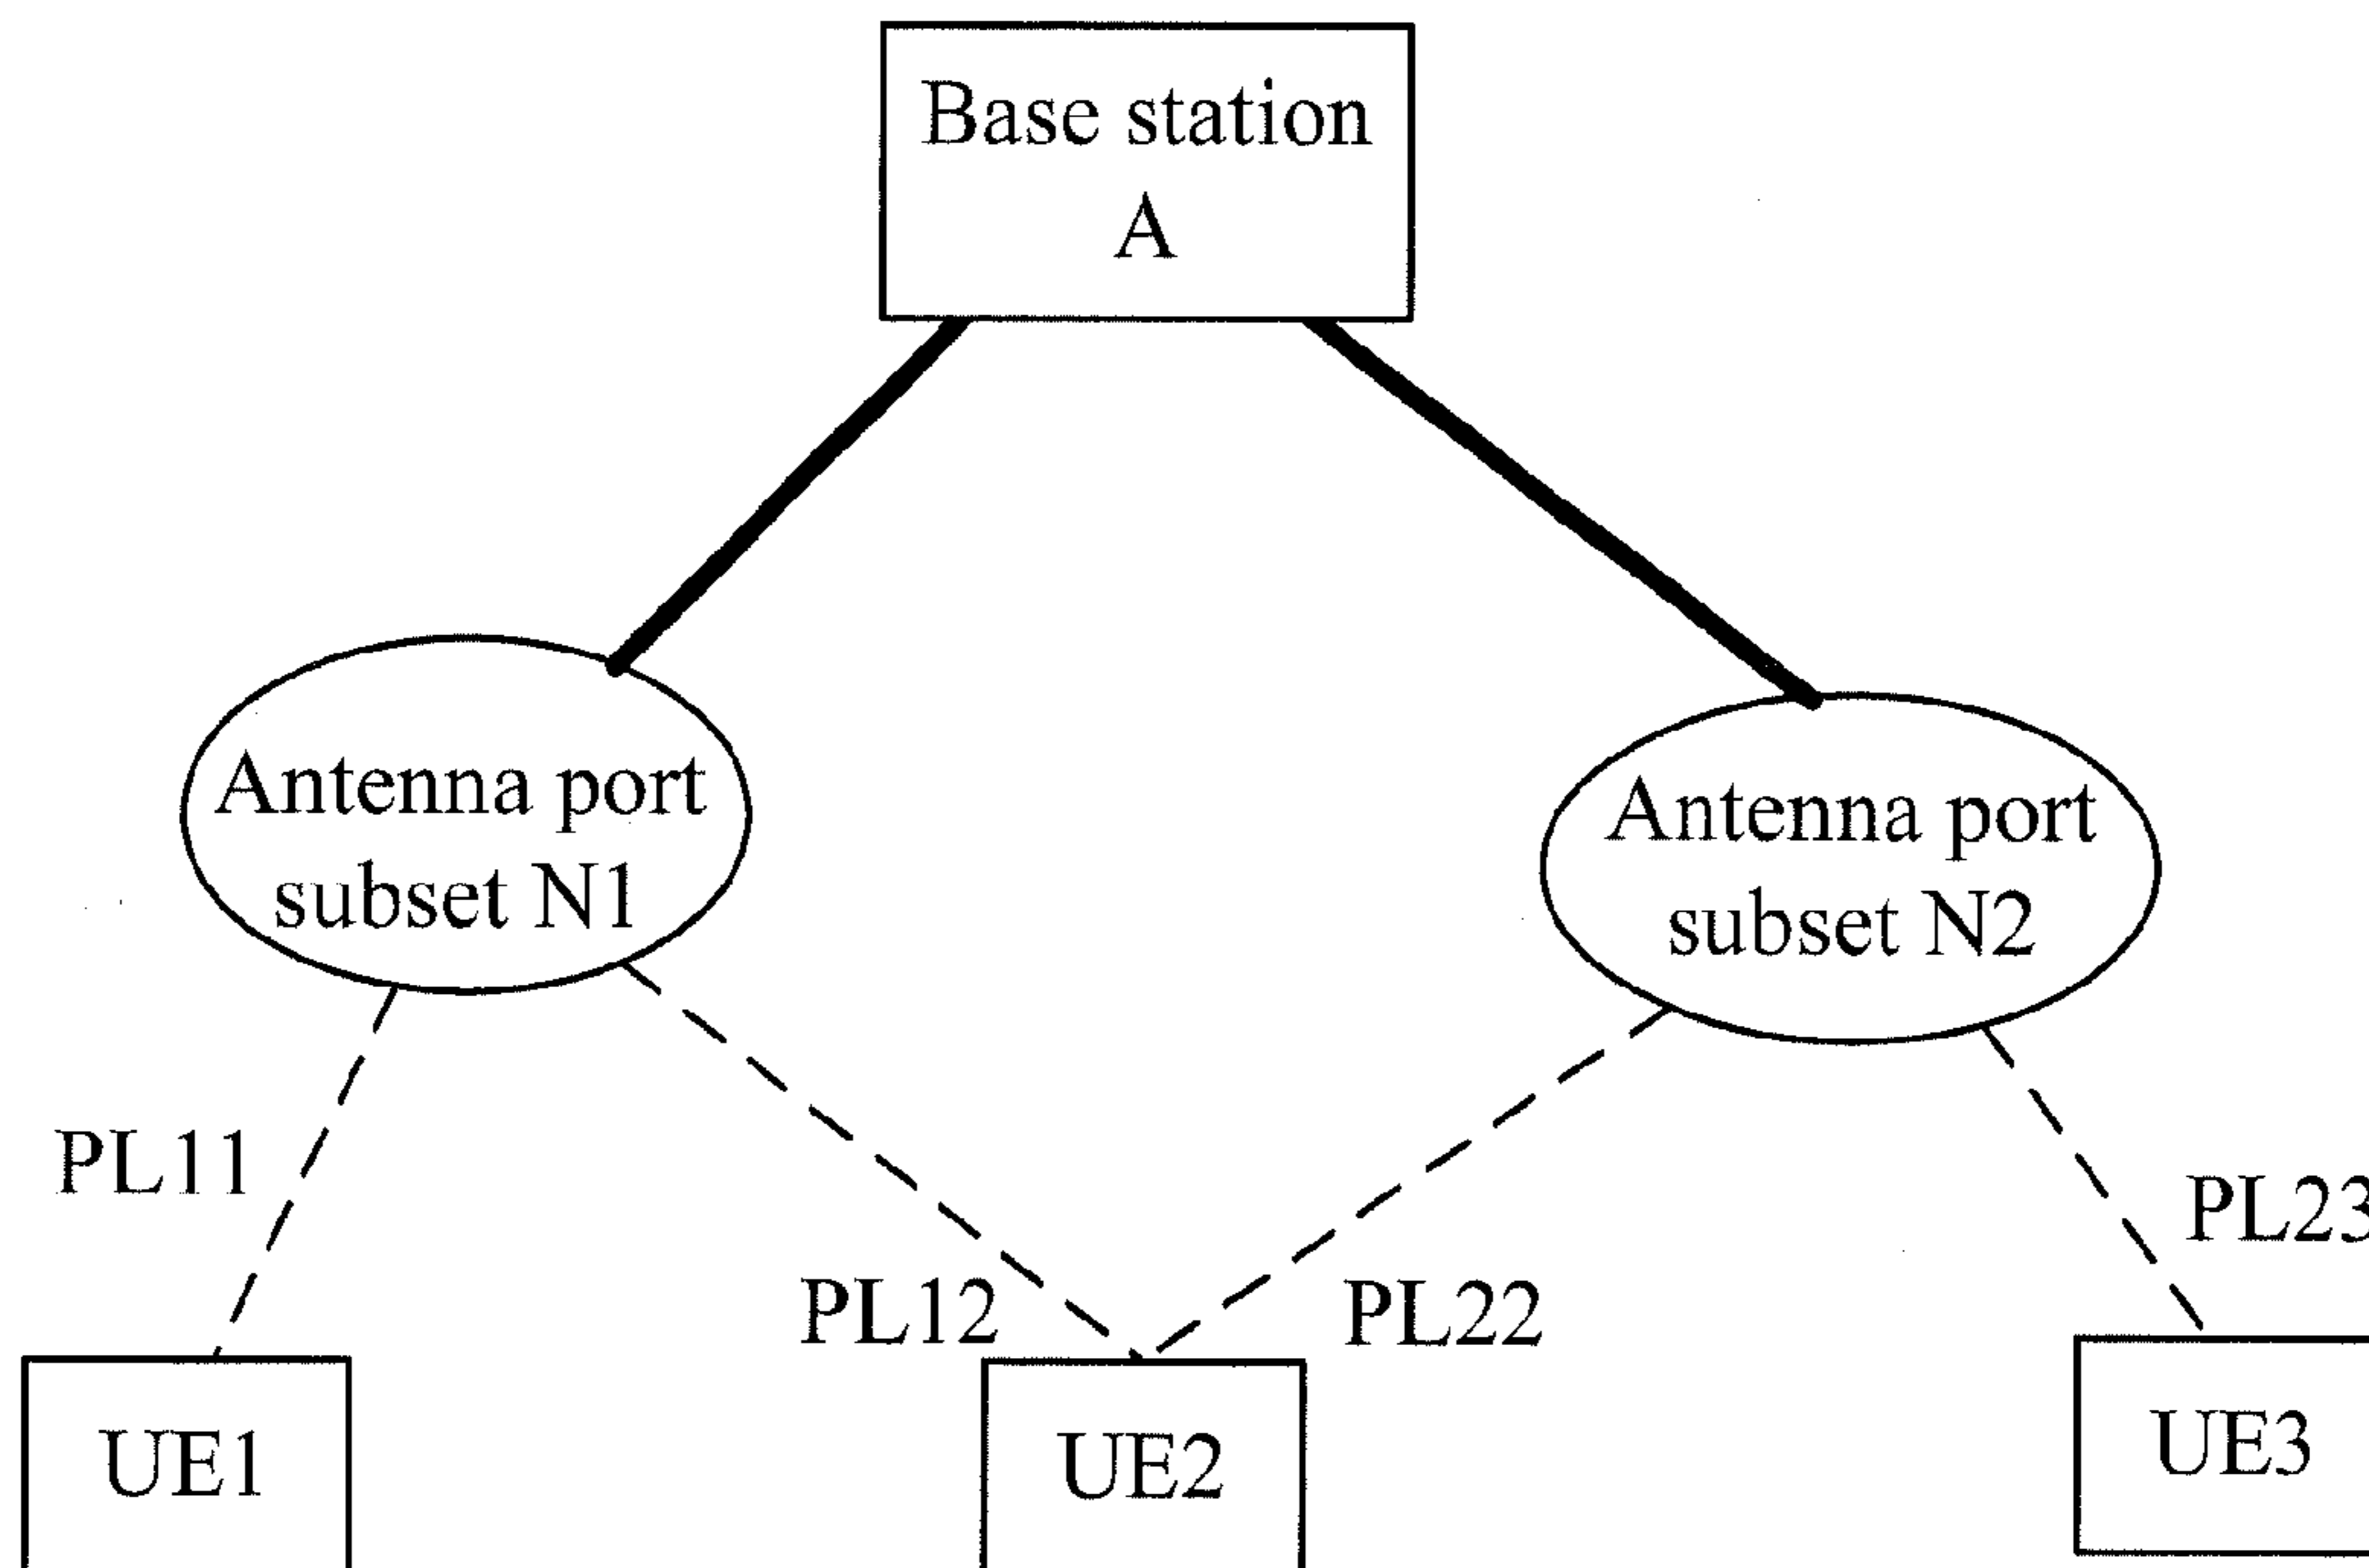 Base station
A
Antenna port
subset N1
Antenna port
subset N2
PL11
PL12
PL22
PL23
UE1
UE2
UE3